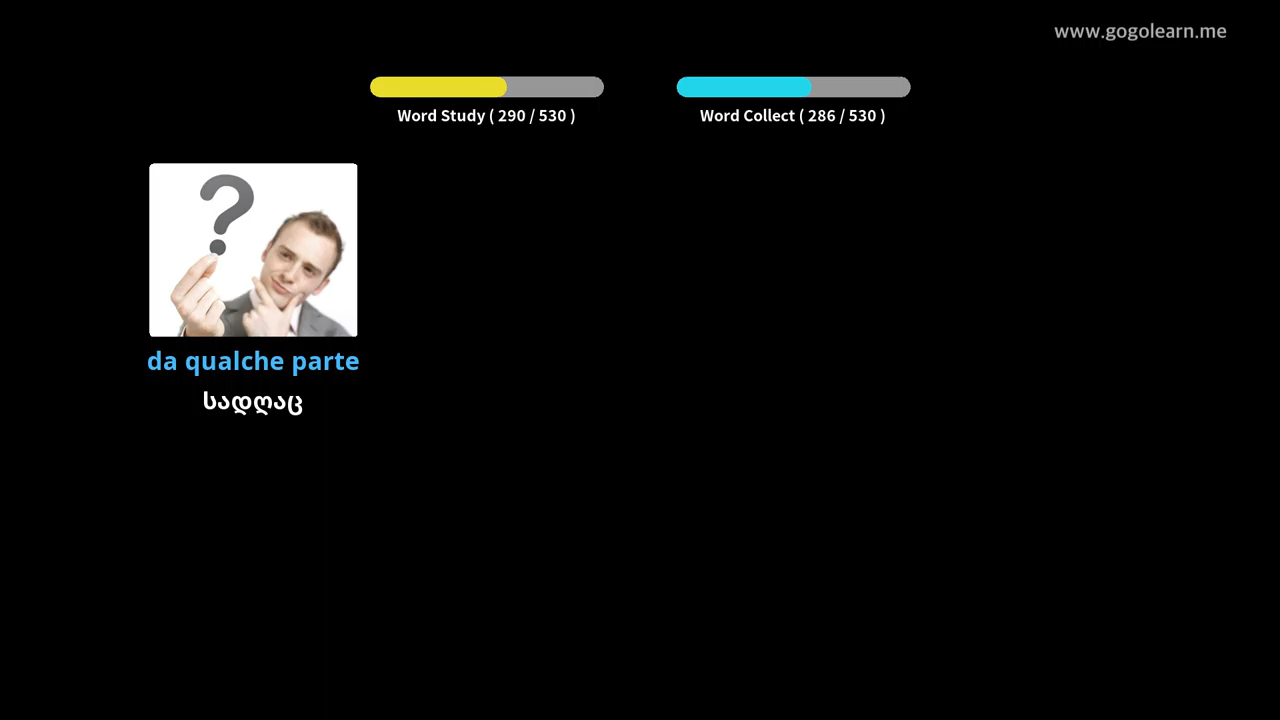 www.gogolearn.me
Word Study ( 290 / 530 )
Word Collect ( 286 / 530 )
?
da qualche parte
სადღაც